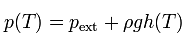 p(T) = p_ext + ρgh(T)